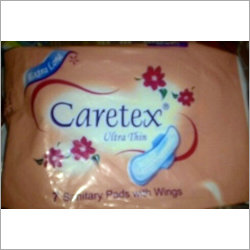 Extra Long
Caretex®
Ultra Thin
7 Sanitary Pads with Wings